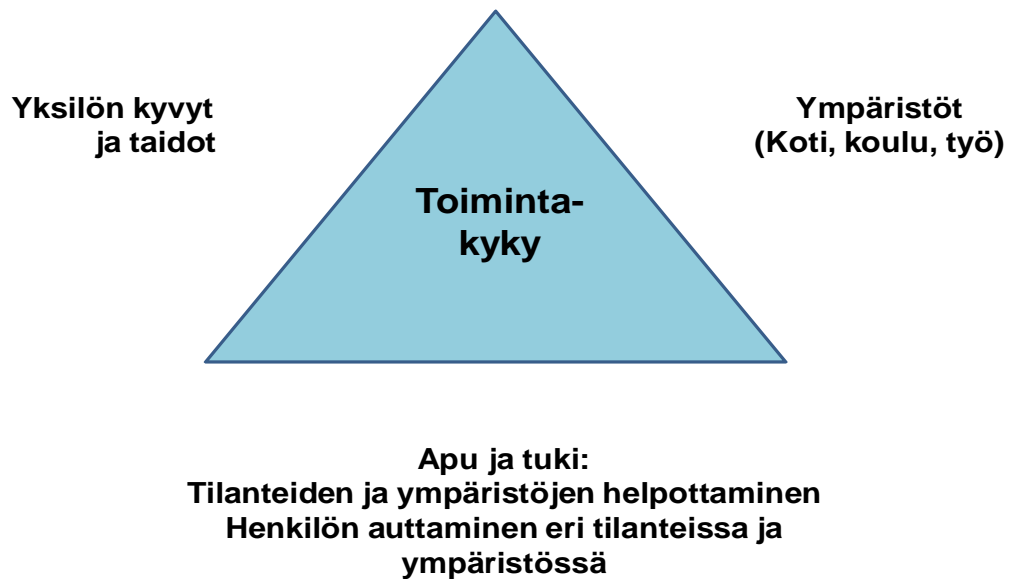 Yksilön kyvyt
ja taidot
Ympäristöt
(Koti, koulu, työ)
Toiminta-
kyky
Apu ja tuki:
Tilanteiden ja ympäristöjen helpottaminen
Henkilön auttaminen eri tilanteissa ja
ympäristössä